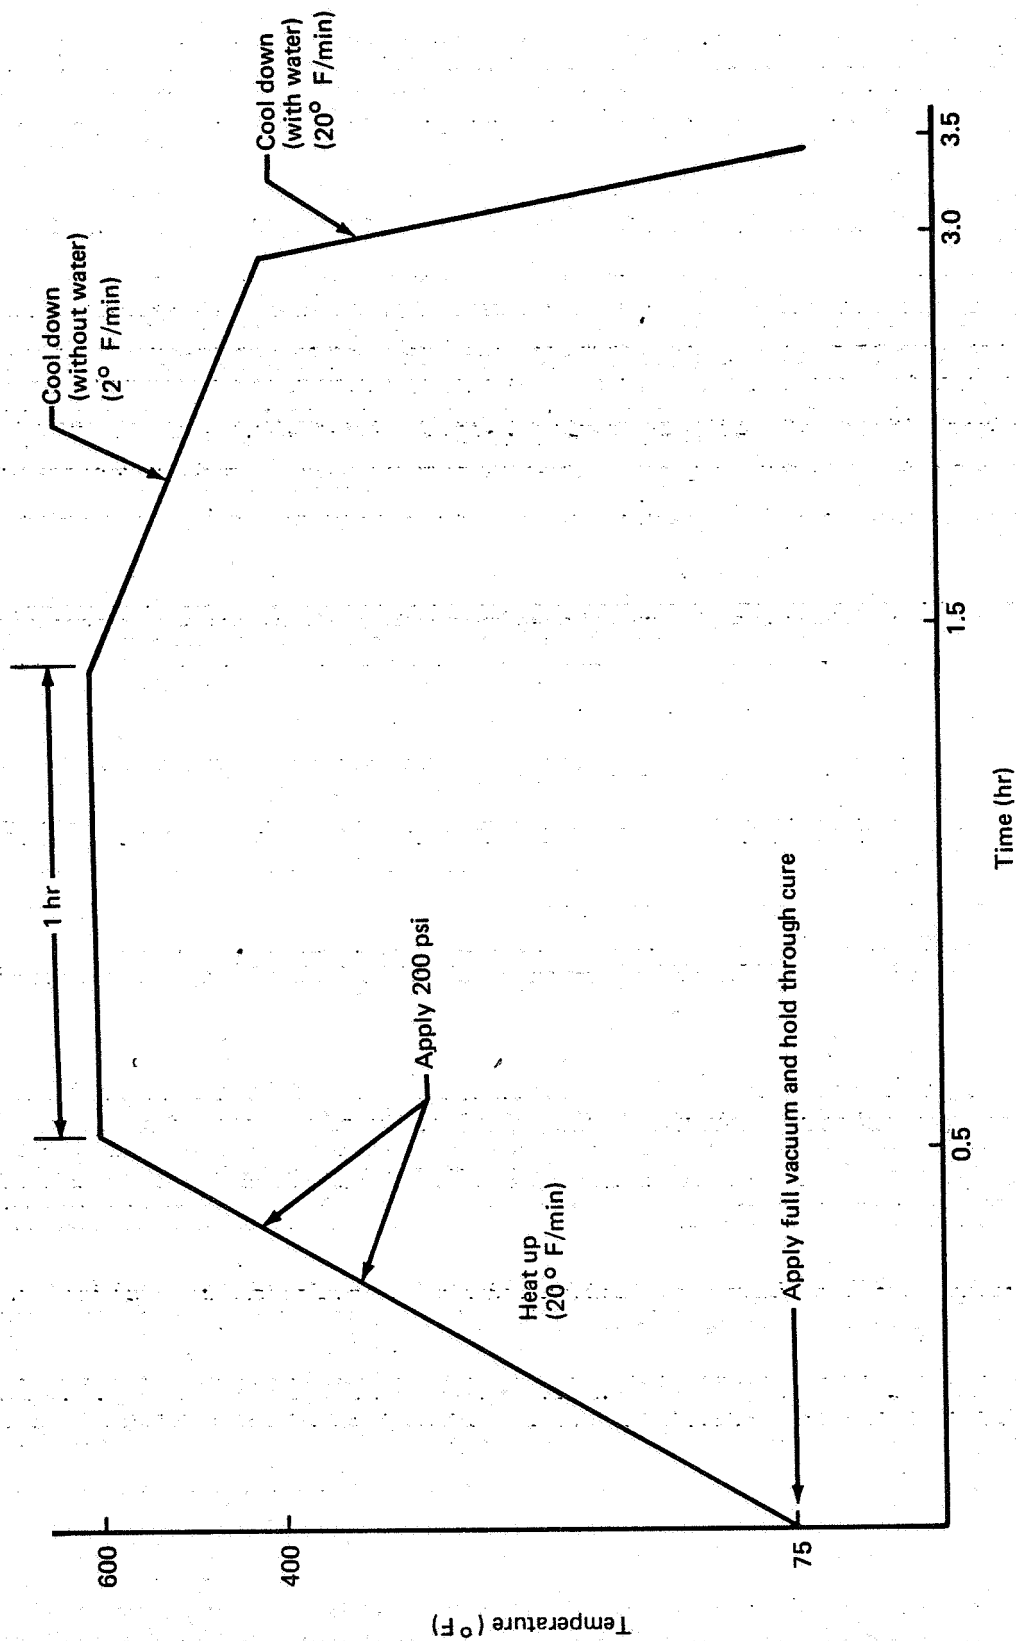 Temperature (°F)
600
400
75
1 hr
Cool down
(without water)
(2° F/min)
Cool down
(with water)
(20° F/min)
Apply 200 psi
Heat up
(20° F/min)
Apply full vacuum and hold through cure
0.5
1.5
3.0
3.5
Time (hr)